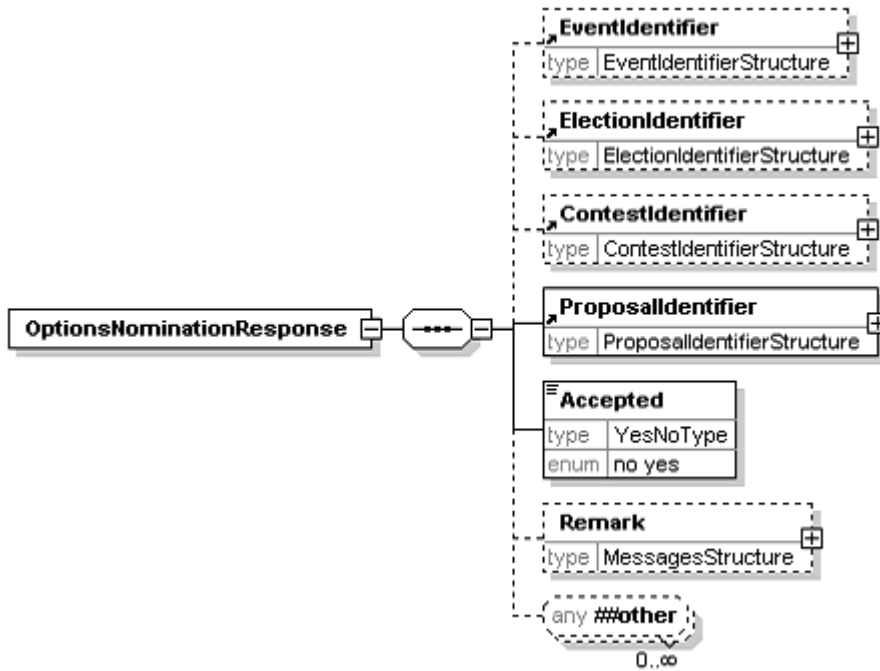 EventIdentifier
type EventIdentifierStructure
ElectionIdentifier
type ElectionIdentifierStructure
ContestIdentifier
type ContestIdentifierStructure
OptionsNominationResponse
ProposalIdentifier
type ProposalIdentifierStructure
Accepted
type YesNoType
enum no yes
Remark
type MessagesStructure
any ##other
0..∞